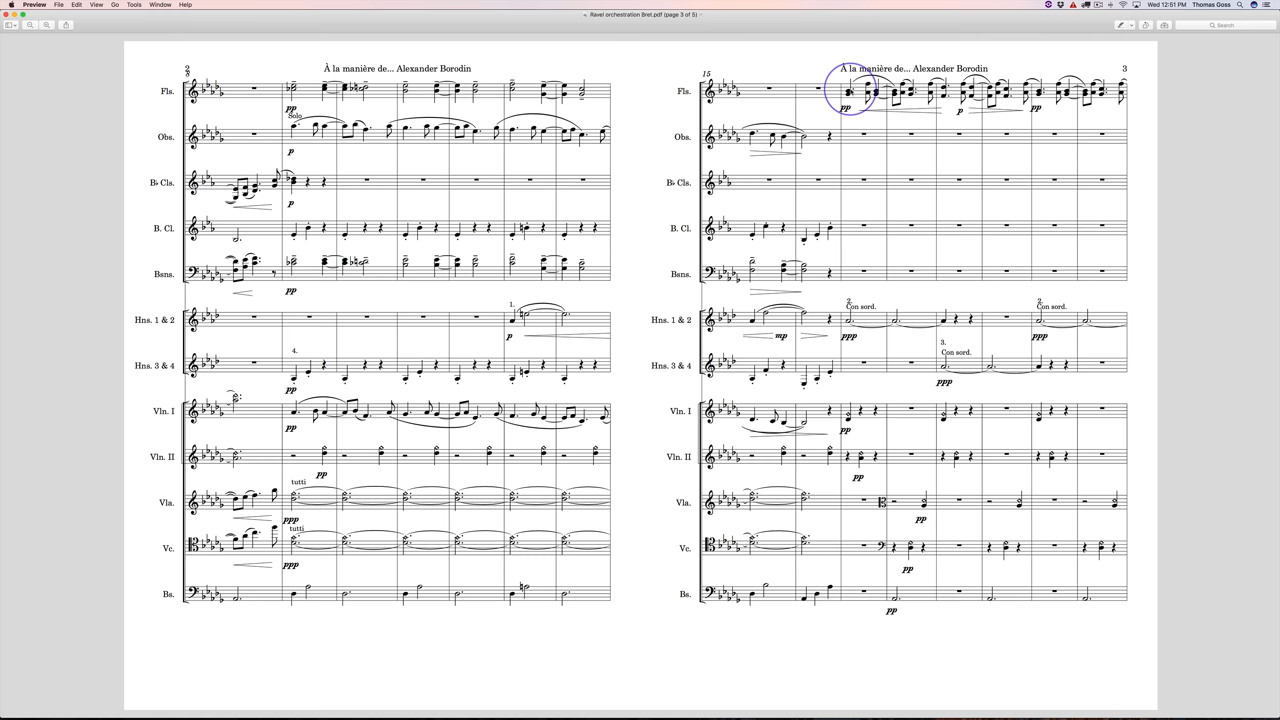 Preview File Edit View Go Tools Window Help Wed 12:51 PM Thomas Goss
Ravel orchestration Bret.pdf (page 3 of 5)
Search
2
8
À la manière de... Alexander Borodin
Fls.
pp
Solo
Obs.
p
B♭ Cls.
p
B. Cl.
Bsns.
pp
1.
Hns. 1 & 2
p
4.
Hns. 3 & 4
pp
Vln. I
pp
Vln. II
pp
tutti
Vla.
ppp
tutti
Vc.
ppp
Bs.
15
À la manière de... Alexander Borodin
3
Fls.
pp p pp
Obs.
B♭ Cls.
B. Cl.
Bsns.
2. 2.
Con sord. Con sord.
Hns. 1 & 2
mp ppp ppp
3.
Con sord.
Hns. 3 & 4
ppp
Vln. I
pp
Vln. II
pp
Vla.
pp
Vc.
pp
Bs.
pp